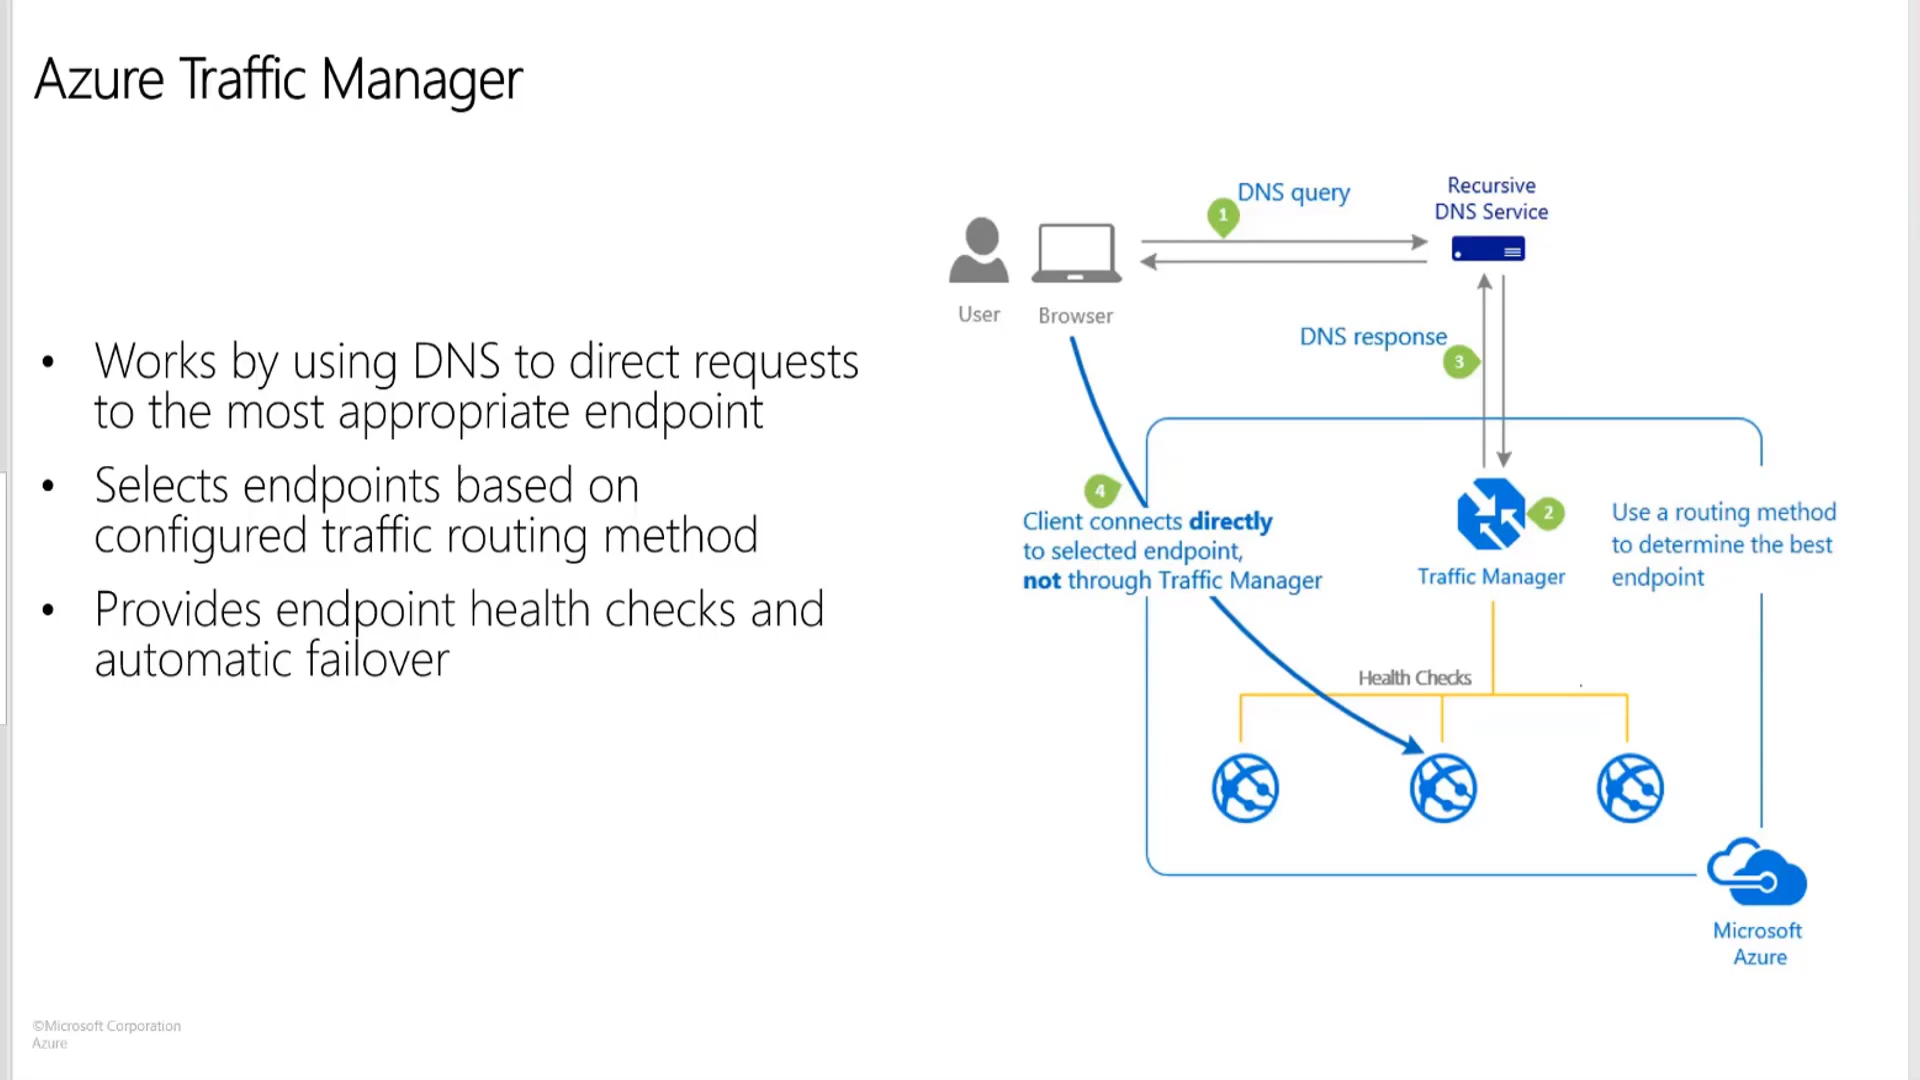 Azure Traffic Manager
• Works by using DNS to direct requests
to the most appropriate endpoint
• Selects endpoints based on
configured traffic routing method
• Provides endpoint health checks and
automatic failover
DNS query
1
Recursive
DNS Service
User
Browser
DNS response
3
4
Client connects directly
to selected endpoint,
not through Traffic Manager
2
Traffic Manager
Use a routing method
to determine the best
endpoint
Health Checks
Microsoft
Azure
©Microsoft Corporation
Azure